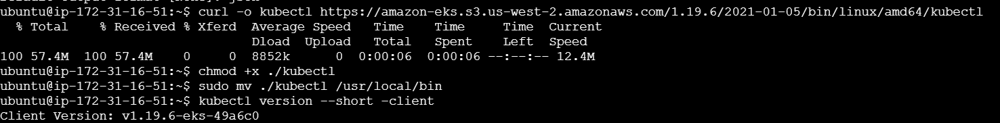 ubuntu@ip-172-31-16-51:~$ curl -o kubectl https://amazon-eks.s3.us-west-2.amazonaws.com/1.19.6/2021-01-05/bin/linux/amd64/kubectl
  % Total    % Received % Xferd  Average Speed   Time    Time     Time  Current
                                 Dload  Upload   Total   Spent    Left  Speed
100 57.4M  100 57.4M    0     0  8852k      0  0:00:06  0:00:06 --:--:-- 12.4M
ubuntu@ip-172-31-16-51:~$ chmod +x ./kubectl
ubuntu@ip-172-31-16-51:~$ sudo mv ./kubectl /usr/local/bin
ubuntu@ip-172-31-16-51:~$ kubectl version --short –client
Client Version: v1.19.6-eks-49a6c0